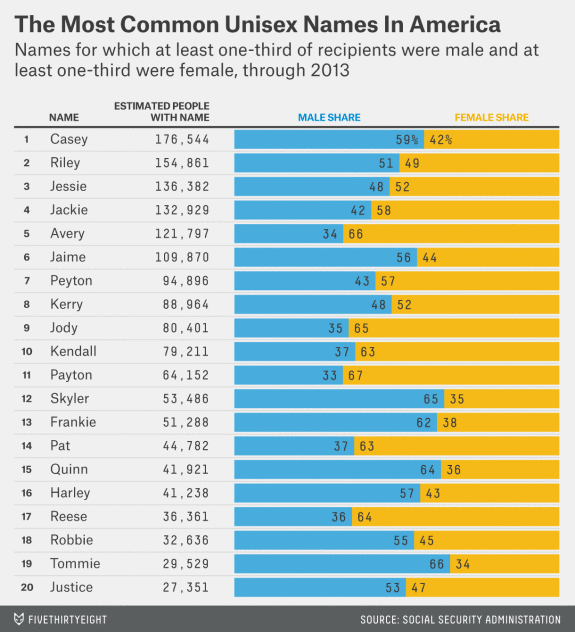 The Most Common Unisex Names In America
Names for which at least one-third of recipients were male and at
least one-third were female, through 2013
NAME ESTIMATED PEOPLE WITH NAME MALE SHARE FEMALE SHARE
1 Casey 176,544 59% 42%
2 Riley 154,861 51 49
3 Jessie 136,382 48 52
4 Jackie 132,929 42 58
5 Avery 121,797 34 66
6 Jaime 109,870 56 44
7 Peyton 94,896 43 57
8 Kerry 88,964 48 52
9 Jody 80,401 35 65
10 Kendall 79,211 37 63
11 Payton 64,152 33 67
12 Skyler 53,486 65 35
13 Frankie 51,288 62 38
14 Pat 44,782 37 63
15 Quinn 41,921 64 36
16 Harley 41,238 57 43
17 Reese 36,361 36 64
18 Robbie 32,636 55 45
19 Tommie 29,529 66 34
20 Justice 27,351 53 47
FIVETHIRTYEIGHT SOURCE: SOCIAL SECURITY ADMINISTRATION